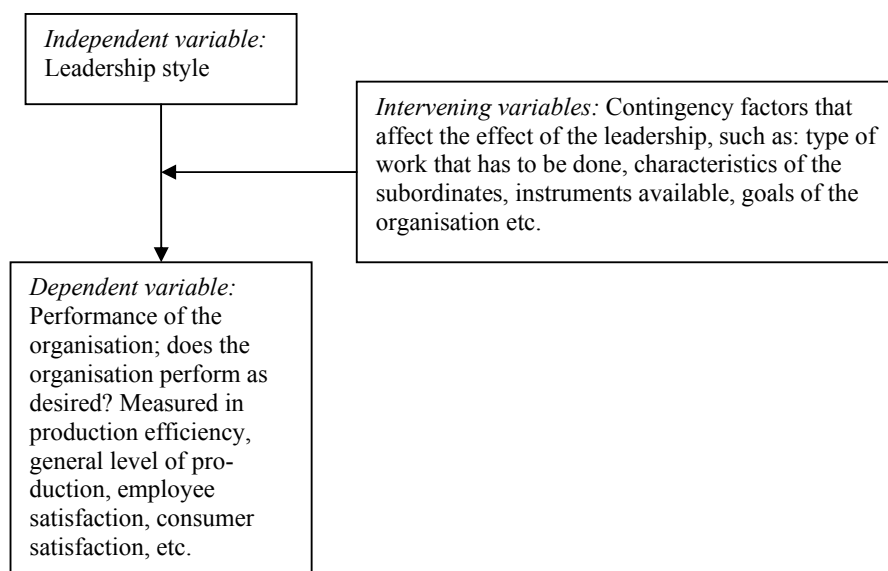 Independent variable:
Leadership style
Intervening variables: Contingency factors that
affect the effect of the leadership, such as: type of
work that has to be done, characteristics of the
subordinates, instruments available, goals of the
organisation etc.
Dependent variable:
Performance of the
organisation; does the
organisation perform as
desired? Measured in
production efficiency,
general level of pro-
duction, employee
satisfaction, consumer
satisfaction, etc.